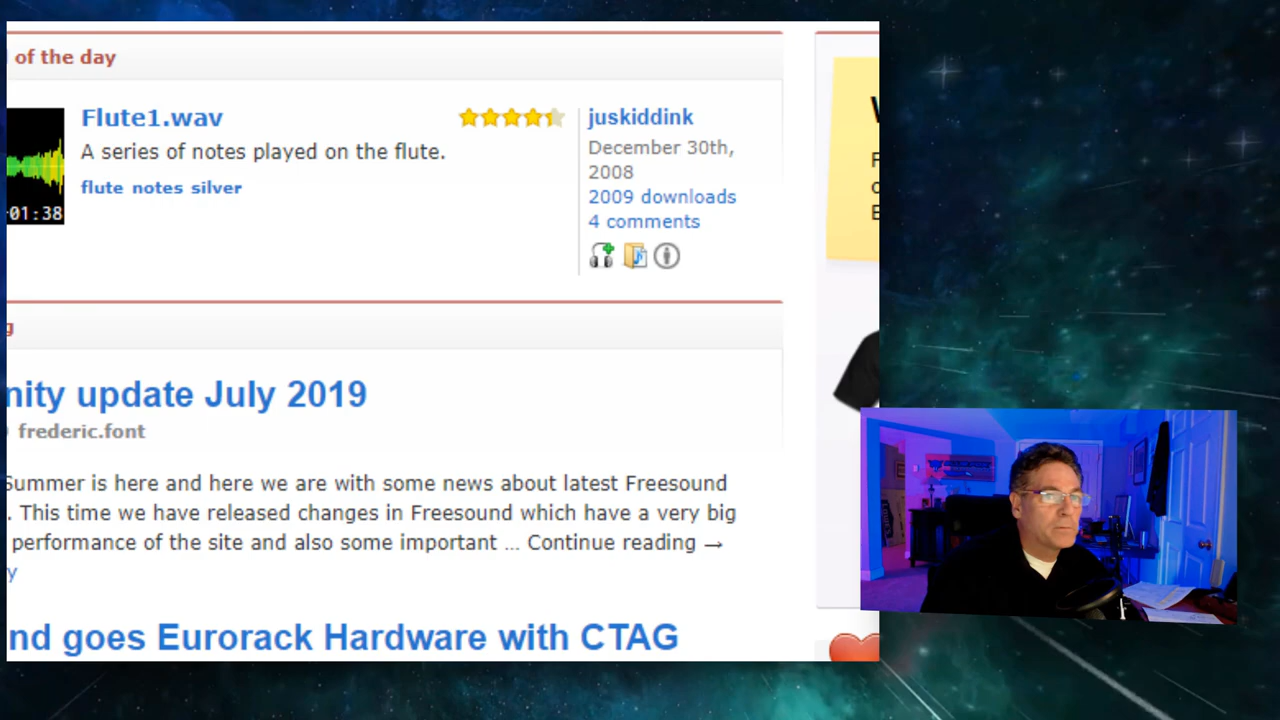 of the day
Flute1.wav
A series of notes played on the flute.
flute notes silver
01:38
juskiddink
December 30th,
2008
2009 downloads
4 comments
nity update July 2019
frederic.font
Summer is here and here we are with some news about latest Freesound
. This time we have released changes in Freesound which have a very big
performance of the site and also some important ... Continue reading →
y
nd goes Eurorack Hardware with CTAG